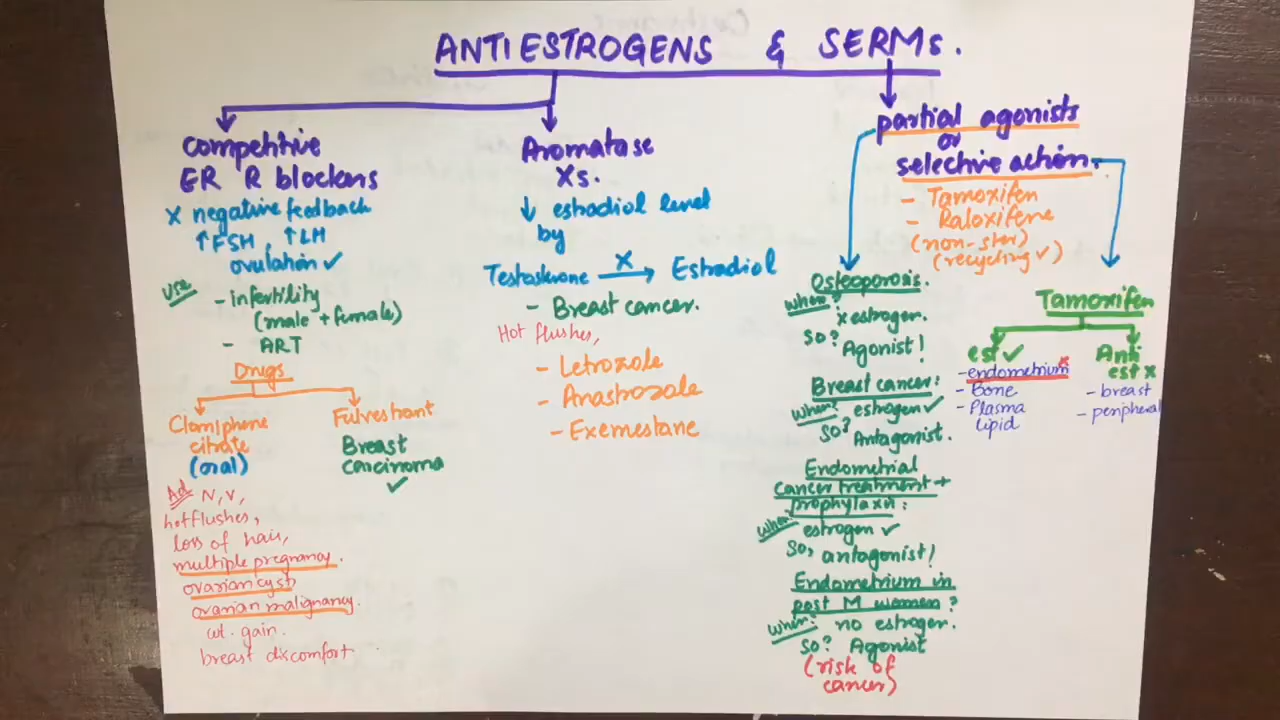 ANTIESTROGENS & SERMs.
Competitive
ER R blockers
X negative feedback
↑FSH, ↑LH
ovulation ✓
use
- infertility
(male + female)
- ART
Drugs
Clomiphene
citrate
(oral)
Fulvestrant
Breast
carcinoma
✓
Ad N, V,
hotflushes,
loss of hair,
multiple pregnancy.
ovarian cyst
ovarian malignancy.
wt. gain.
breast discomfort
Aromatase
Xs.
↓ estradiol level
by
Testosterone X→ Estradiol
- Breast cancer.
Hot flushes,
- Letrozole
- Anastrozole
- Exemestane
partial agonists
or
selective action.
- Tamoxifen
- Raloxifene
(non-ster)
(recycling ✓)
Osteoporosis.
when? x estrogen.
So? Agonist!
Breast cancer:
when? estrogen ✓
So? Antagonist.
Endometrial
cancer treatment +
prophylaxis:
when? estrogen ✓
So, antagonist!
Endometrium in
post M women?
when? no estrogen.
So? Agonist
(risk of
cancer)
Tamoxifen
est ✓
- endometrium x
- Bone
- Plasma
lipid
Anti
est x
- breast
- peripheral